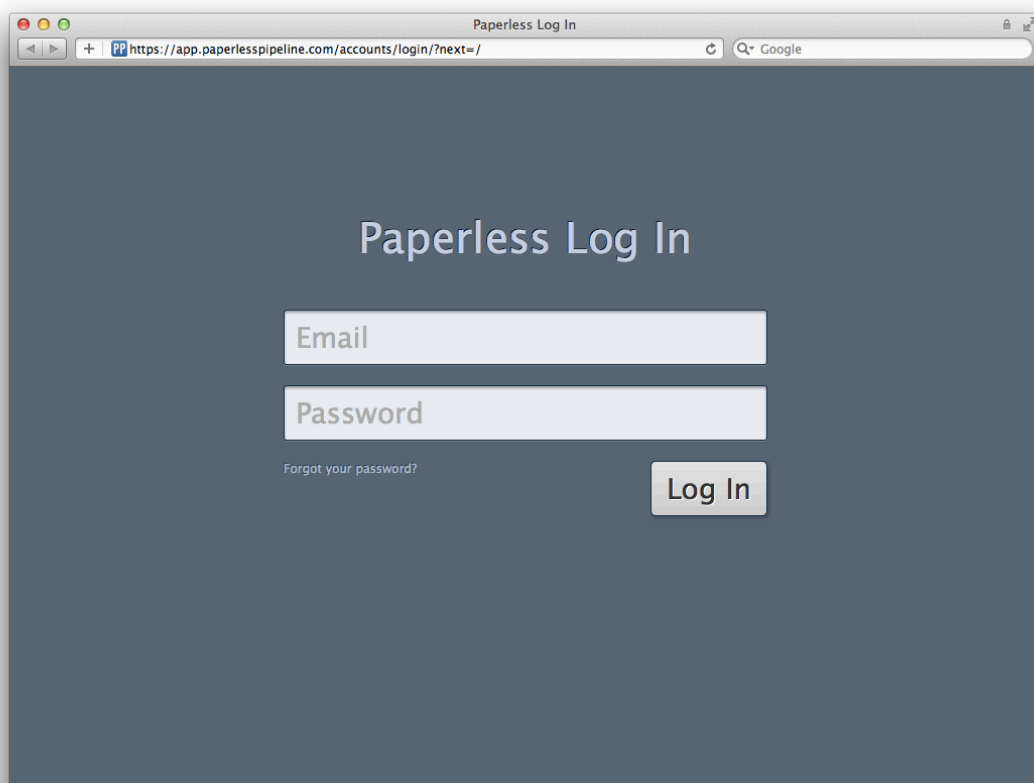 Paperless Log In
PP https://app.paperlesspipeline.com/accounts/login/?next=/
Google
Paperless Log In
Email
Password
Forgot your password?
Log In